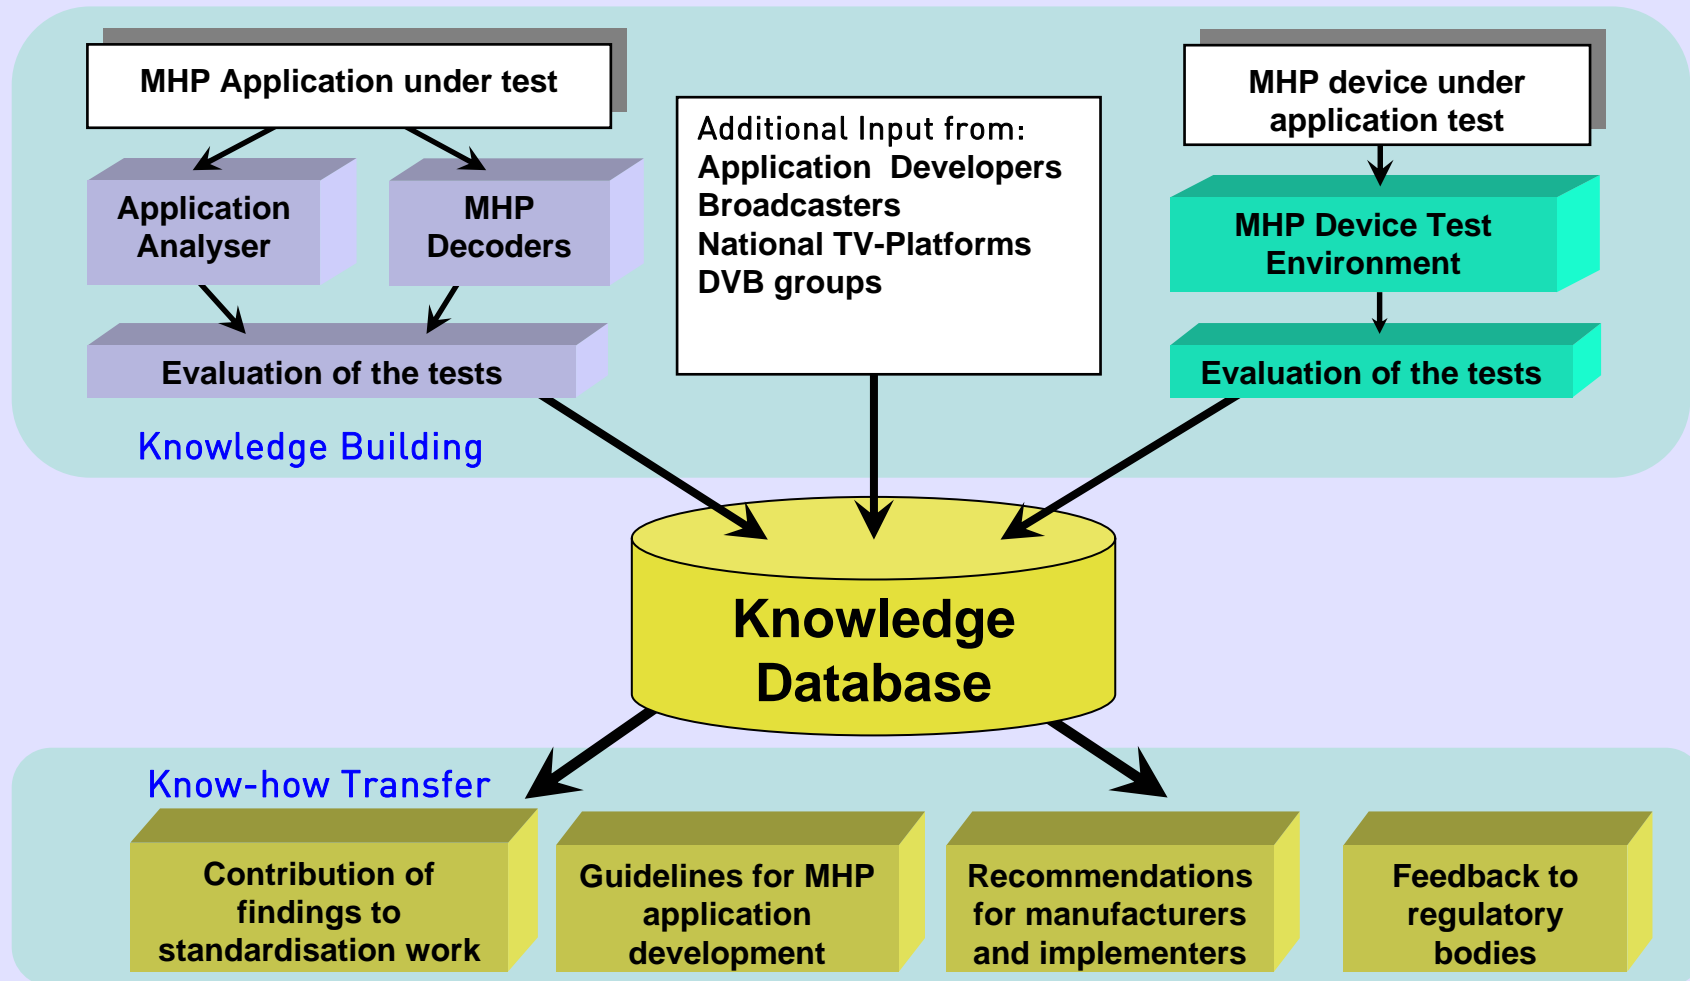 MHP Application under test
Application
Analyser
MHP
Decoders
Evaluation of the tests
Additional Input from:
Application Developers
Broadcasters
National TV-Platforms
DVB groups
MHP device under
application test
MHP Device Test
Environment
Evaluation of the tests
Knowledge Building
Knowledge
Database
Know-how Transfer
Contribution of
findings to
standardisation work
Guidelines for MHP
application
development
Recommendations
for manufacturers
and implementers
Feedback to
regulatory
bodies